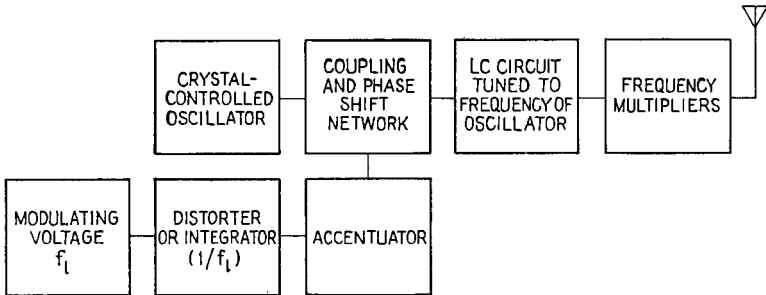 CRYSTAL-
CONTROLLED
OSCILLATOR
COUPLING
AND PHASE
SHIFT
NETWORK
LC CIRCUIT
TUNED TO
FREQUENCY OF
OSCILLATOR
FREQUENCY
MULTIPLIERS
MODULATING
VOLTAGE
f₁
DISTORTER
OR INTEGRATOR
(1/f₁)
ACCENTUATOR